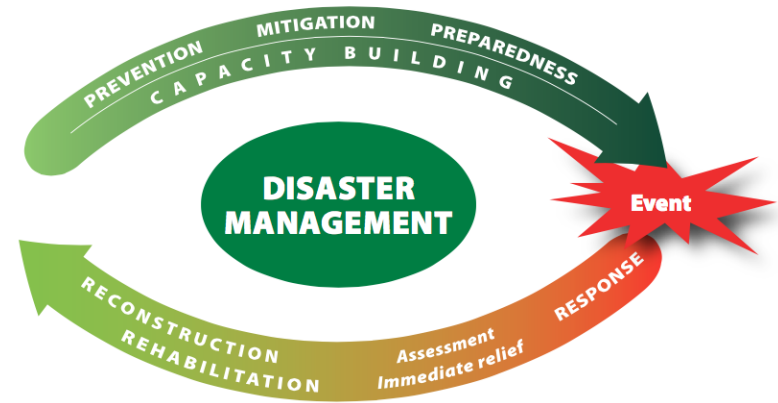 PREVENTION
MITIGATION
PREPAREDNESS
CAPACITY BUILDING
DISASTER
MANAGEMENT
Event
RESPONSE
Assessment
Immediate relief
RECONSTRUCTION
REHABILITATION